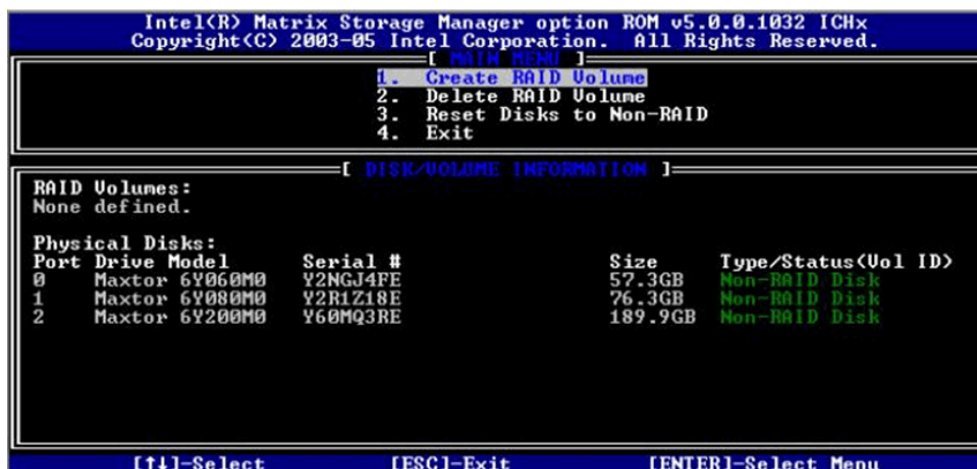 Intel(R) Matrix Storage Manager option ROM v5.0.0.1032 ICHx
Copyright(C) 2003-05 Intel Corporation. All Rights Reserved.
[ MAIN MENU ]
1. Create RAID Volume
2. Delete RAID Volume
3. Reset Disks to Non-RAID
4. Exit
[ DISK/VOLUME INFORMATION ]
RAID Volumes:
None defined.
Physical Disks:
Port Drive Model Serial # Size Type/Status(Vol ID)
0 Maxtor 6Y060M0 Y2NGJ4FE 57.3GB Non-RAID Disk
1 Maxtor 6Y080M0 Y2R1Z18E 76.3GB Non-RAID Disk
2 Maxtor 6Y200M0 Y60MQ3RE 189.9GB Non-RAID Disk
[↑↓]-Select [ESC]-Exit [ENTER]-Select Menu